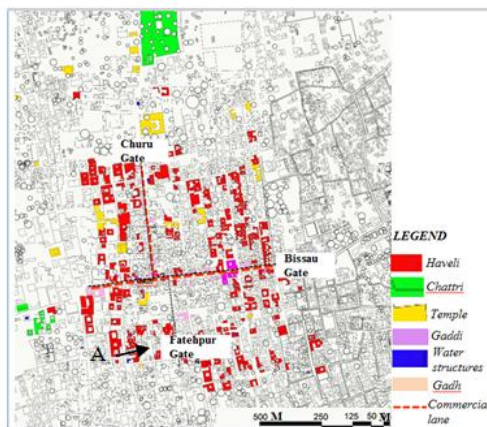 Churu
Gate
Bissau
Gate
Fatehpur
Gate
A
LEGEND
Haveli
Chattri
Temple
Gaddi
Water
structures
Gadh
Commercial
lane
500 M 250 125 50 M